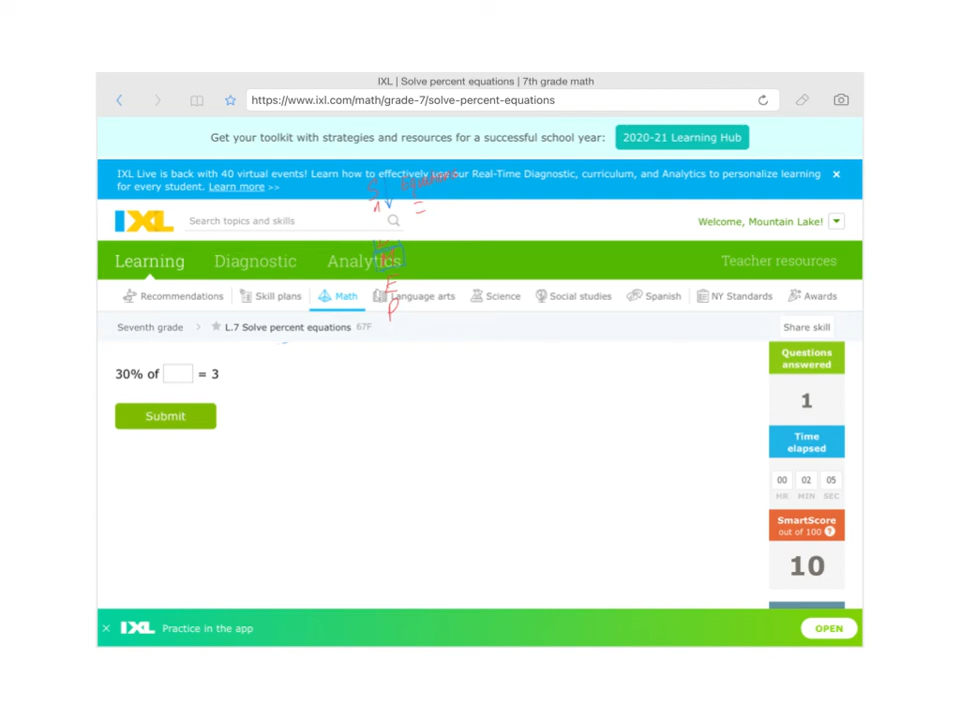 IXL | Solve percent equations | 7th grade math
https://www.ixl.com/math/grade-7/solve-percent-equations
Get your toolkit with strategies and resources for a successful school year: 2020-21 Learning Hub
IXL Live is back with 40 virtual events! Learn how to effectively use our Real-Time Diagnostic, curriculum, and Analytics to personalize learning
for every student. Learn more >>
IXL Search topics and skills Welcome, Mountain Lake!
Learning Diagnostic Analytics Teacher resources
Recommendations Skill plans Math Language arts Science Social studies Spanish NY Standards Awards
E
P
Seventh grade > L.7 Solve percent equations 67F Share skill
Questions
answered
1
30% of = 3
Submit
Time
elapsed
00 02 05
HR MIN SEC
SmartScore
out of 100 ?
10
× IXL Practice in the app OPEN